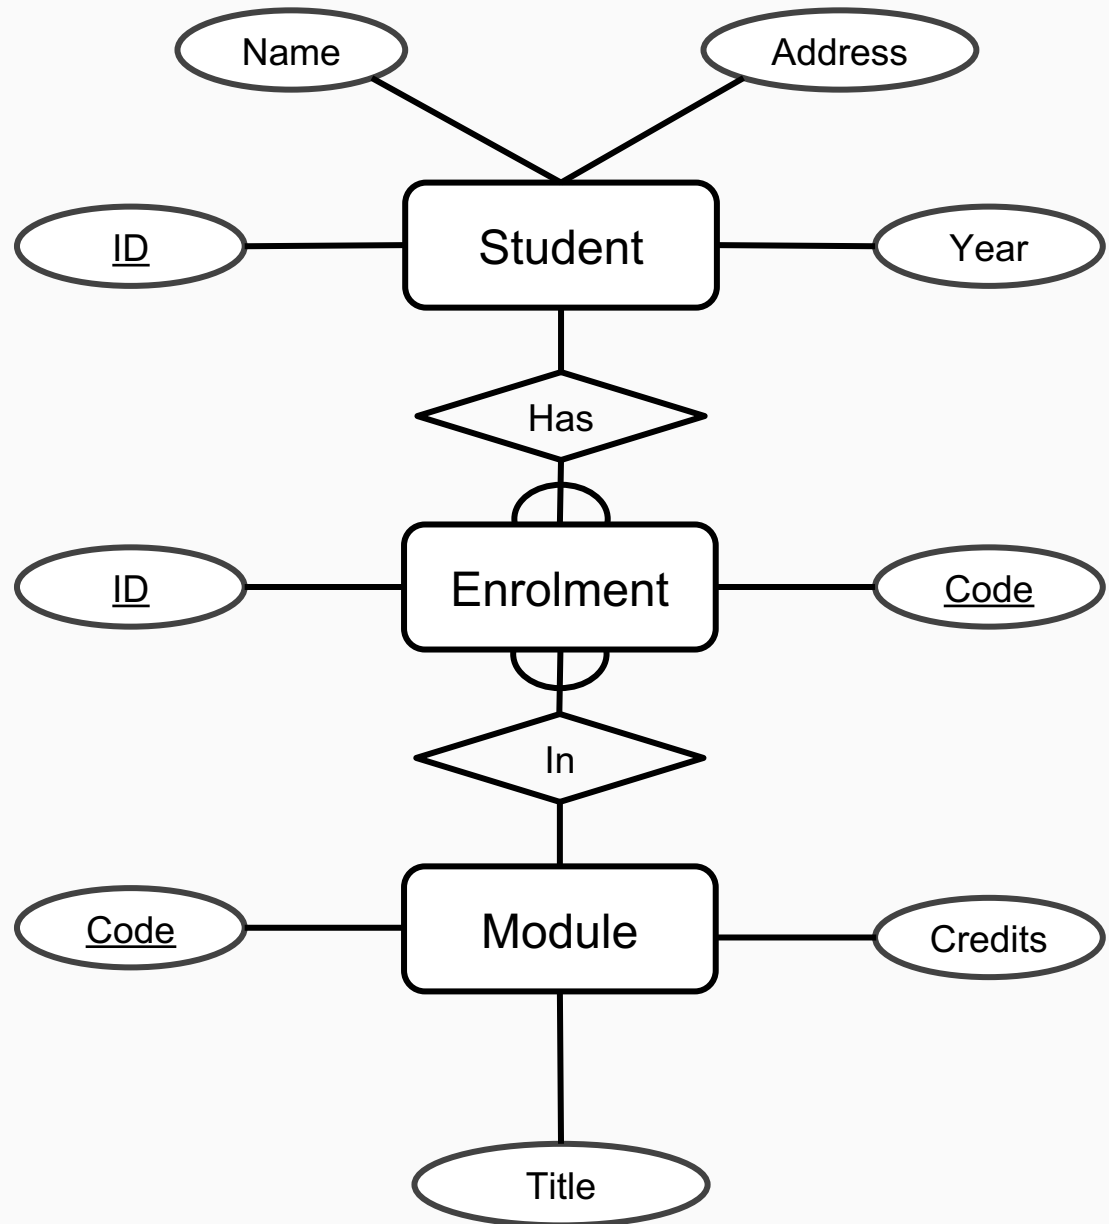 Name
Address
ID
Student
Year
Has
ID
Enrolment
Code
In
Code
Module
Credits
Title